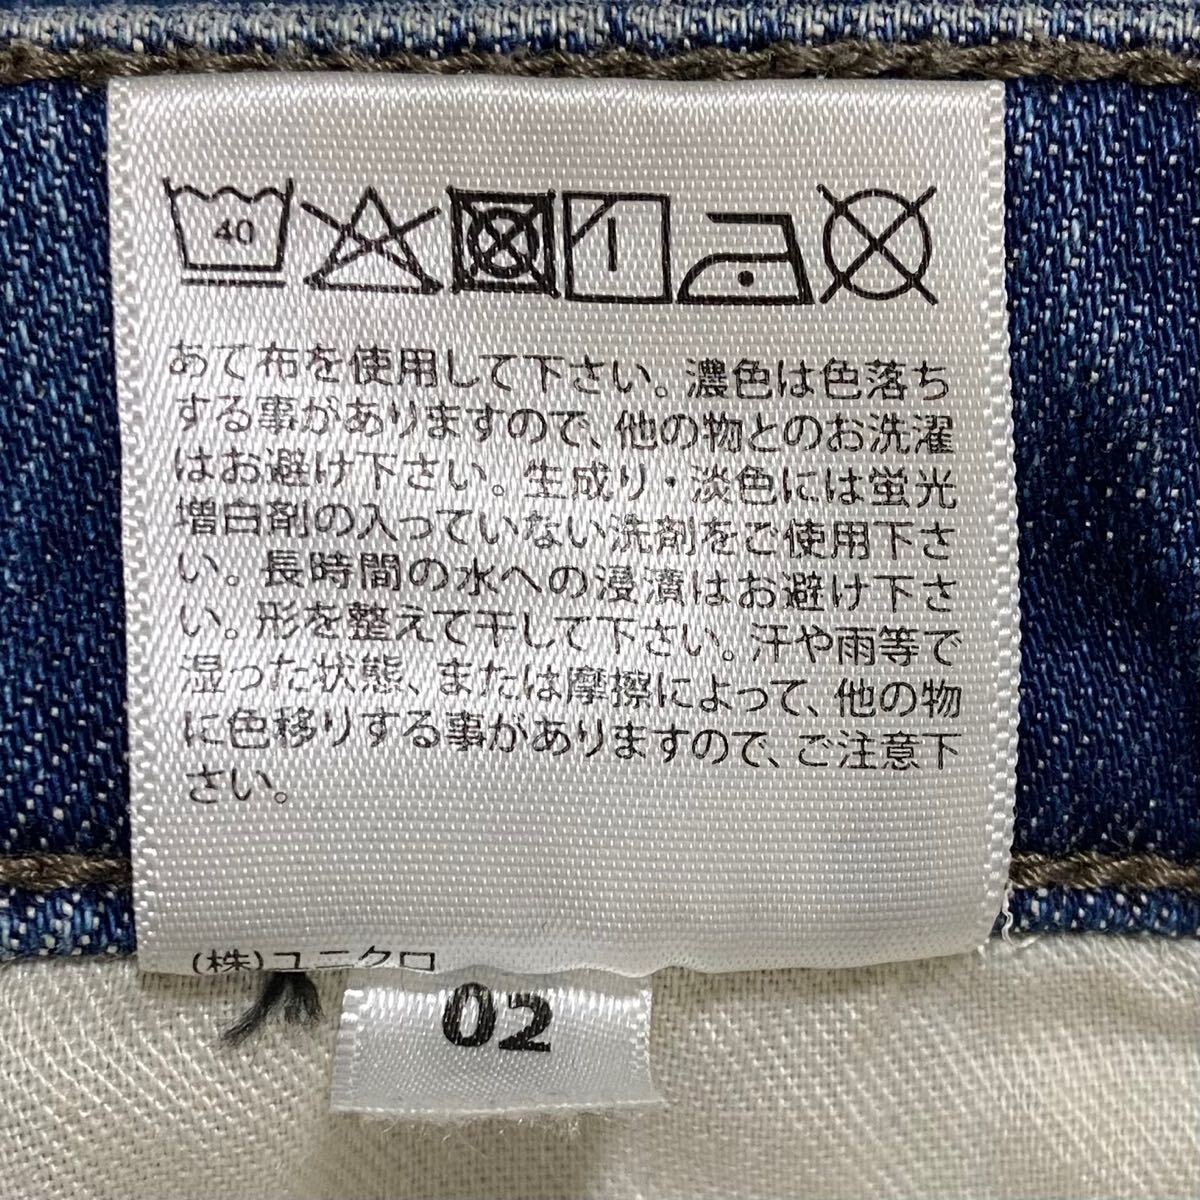 40
あて布を使用して下さい。濃色は色落ち
する事がありますので、他の物とのお洗濯
はお避け下さい。生成り・淡色には蛍光
増白剤の入っていない洗剤をご使用下さ
い。長時間の水への浸漬はお避け下さ
い。形を整えて干して下さい。汗や雨等で
湿った状態、または摩擦によって、他の物
に色移りする事がありますので、ご注意下
さい。
(株)ユニクロ
02